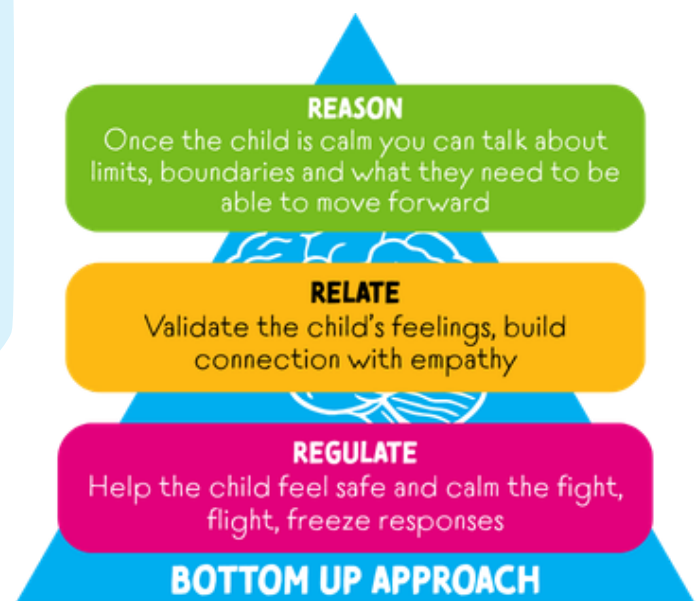 REASON
Once the child is calm you can talk about
limits, boundaries and what they need to be
able to move forward
RELATE
Validate the child's feelings, build
connection with empathy
REGULATE
Help the child feel safe and calm the fight,
flight, freeze responses
BOTTOM UP APPROACH